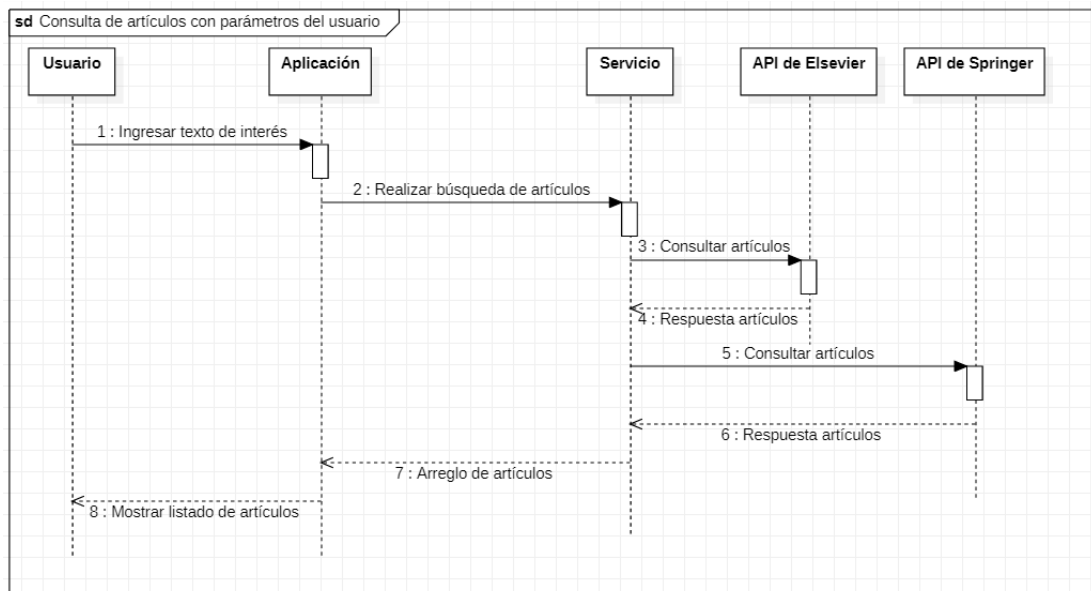 sd Consulta de artículos con parámetros del usuario
Usuario
Aplicación
Servicio
API de Elsevier
API de Springer
1 : Ingresar texto de interés
2 : Realizar búsqueda de artículos
3 : Consultar artículos
4 : Respuesta artículos
5 : Consultar artículos
6 : Respuesta artículos
7 : Arreglo de artículos
8 : Mostrar listado de artículos